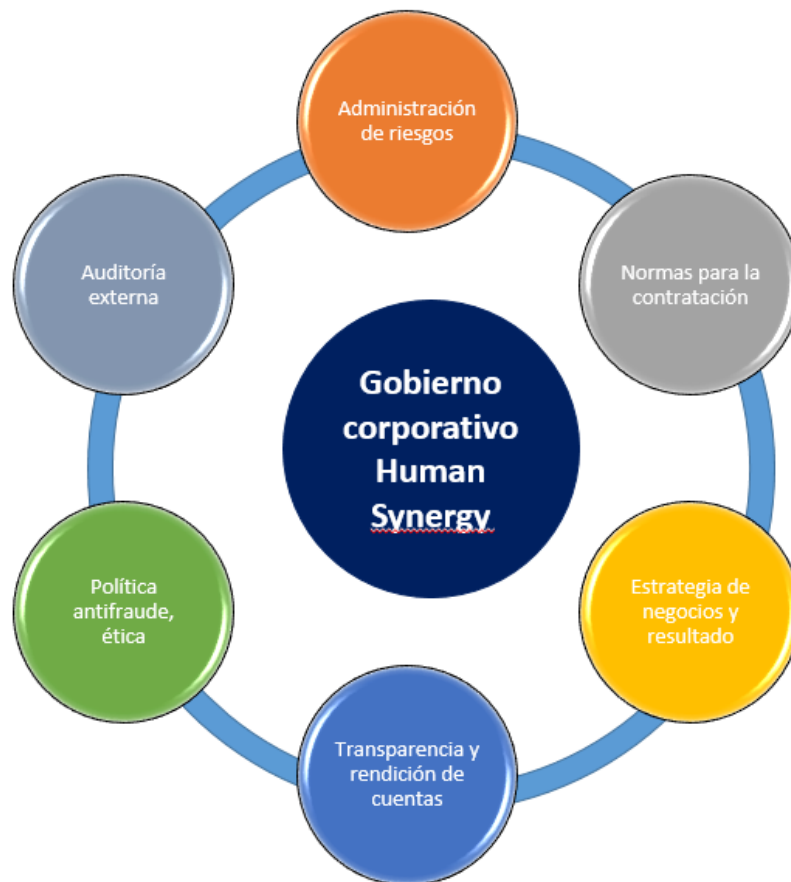 Administración
de riesgos
Normas para la
contratación
Estrategia de
negocios y
resultado
Transparencia y
rendición de
cuentas
Política
antifraude,
ética
Auditoría
externa
Gobierno
corporativo
Human
Synergy